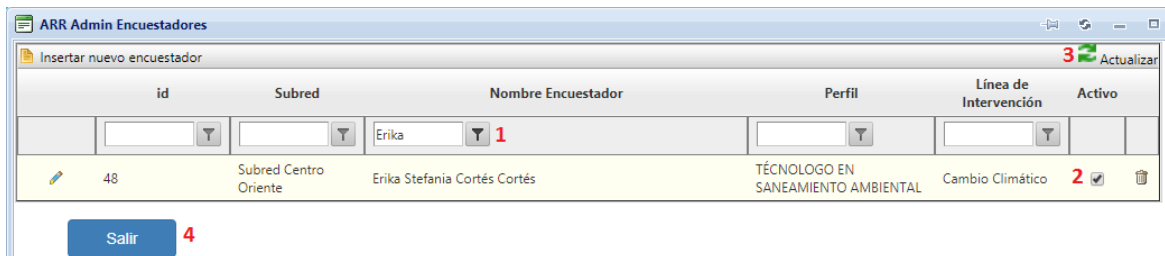 ARR Admin Encuestadores
Insertar nuevo encuestador
3 Actualizar
id
Subred
Nombre Encuestador
Perfil
Línea de
Intervención
Activo
Erika
1
48
Subred Centro
Oriente
Erika Stefania Cortés Cortés
TÉCNOLOGO EN
SANEAMIENTO AMBIENTAL
Cambio Climático
2
Salir
4